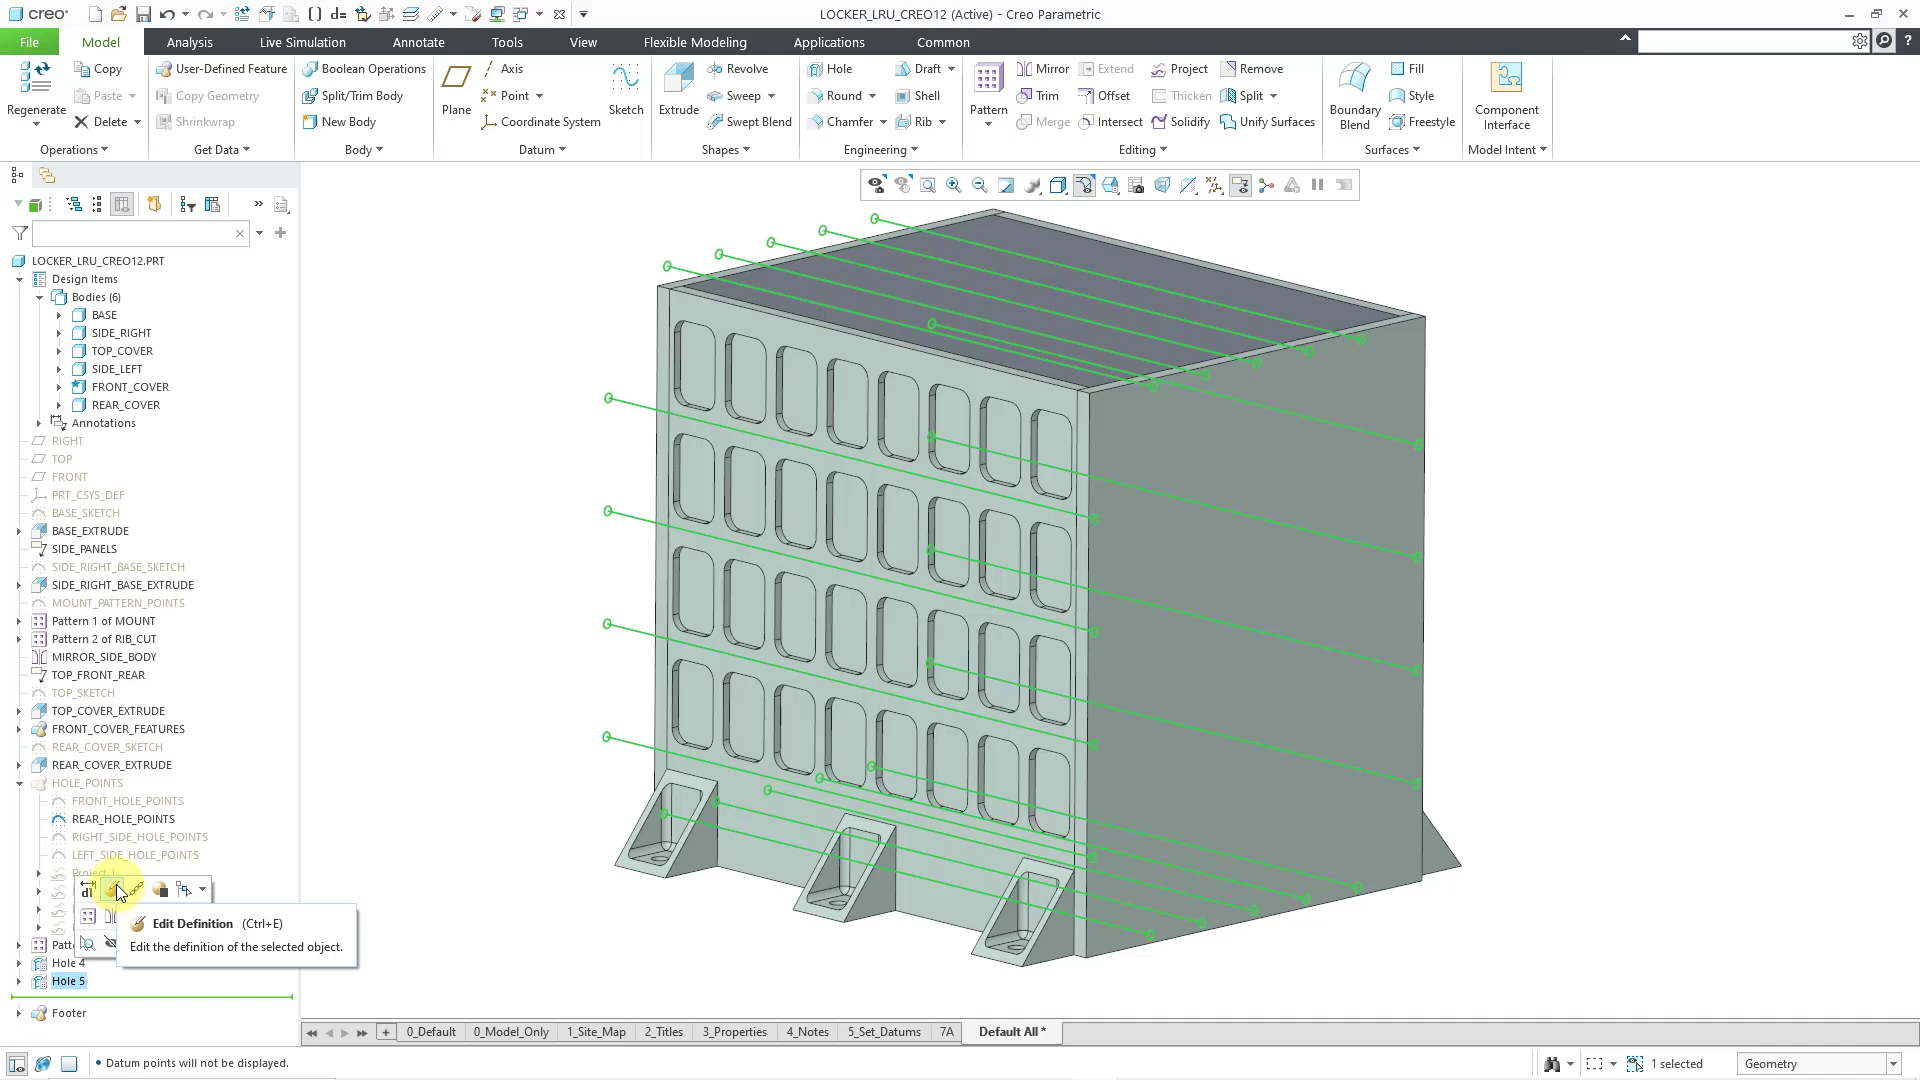 creo
LOCKER_LRU_CREO12 (Active) - Creo Parametric
File
Model
Analysis
Live Simulation
Annotate
Tools
View
Flexible Modeling
Applications
Common
Regenerate
Copy
Paste
Delete
Operations
User-Defined Feature
Copy Geometry
Shrinkwrap
Get Data
Boolean Operations
Split/Trim Body
New Body
Body
Plane
Axis
Point
Coordinate System
Sketch
Datum
Extrude
Revolve
Sweep
Swept Blend
Shapes
Hole
Round
Chamfer
Draft
Shell
Rib
Engineering
Pattern
Mirror
Trim
Merge
Extend
Offset
Intersect
Project
Thicken
Solidify
Remove
Split
Unify Surfaces
Editing
Boundary
Blend
Fill
Style
Freestyle
Surfaces
Component
Interface
Model Intent
LOCKER_LRU_CREO12.PRT
Design Items
Bodies (6)
BASE
SIDE_RIGHT
TOP_COVER
SIDE_LEFT
FRONT_COVER
REAR_COVER
Annotations
RIGHT
TOP
FRONT
PRT_CSYS_DEF
BASE_SKETCH
BASE_EXTRUDE
SIDE_PANELS
SIDE_RIGHT_BASE_SKETCH
SIDE_RIGHT_BASE_EXTRUDE
MOUNT_PATTERN_POINTS
Pattern 1 of MOUNT
Pattern 2 of RIB_CUT
MIRROR_SIDE_BODY
TOP_FRONT_REAR
TOP_SKETCH
TOP_COVER_EXTRUDE
FRONT_COVER_FEATURES
REAR_COVER_SKETCH
REAR_COVER_EXTRUDE
HOLE_POINTS
FRONT_HOLE_POINTS
REAR_HOLE_POINTS
RIGHT_SIDE_HOLE_POINTS
LEFT_SIDE_HOLE_POINTS
Project 1
Edit Definition (Ctrl+E)
Edit the definition of the selected object.
Hole 4
Hole 5
Footer
0_Default
0_Model_Only
1_Site_Map
2_Titles
3_Properties
4_Notes
5_Set_Datums
7A
Default All *
• Datum points will not be displayed.
1 selected
Geometry